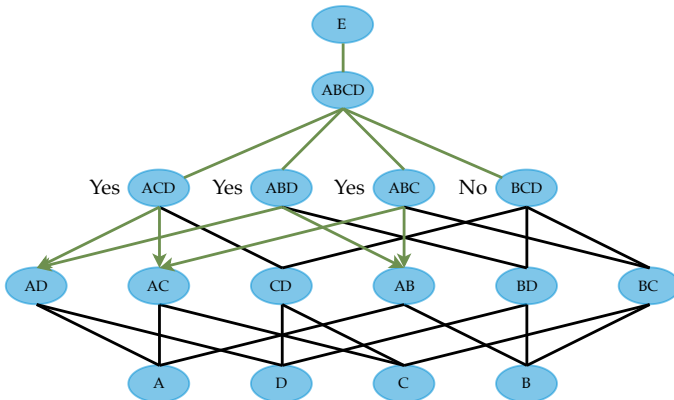 E
ABCD
Yes ACD Yes ABD Yes ABC No BCD
AD AC CD AB BD BC
A D C B